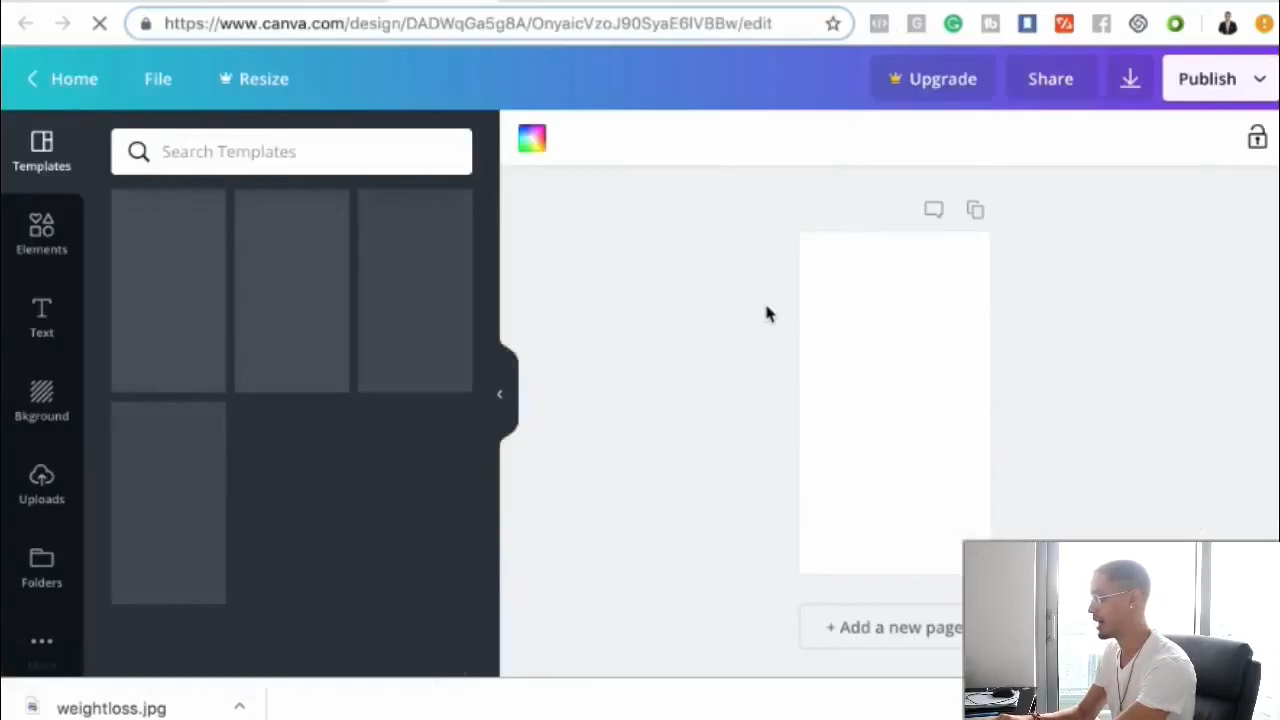 https://www.canva.com/design/DADWqGa5g8A/OnyaicVzoJ90SyaE6lVBBw/edit
Home
File
Resize
Upgrade
Share
Publish
Templates
Search Templates
Elements
Text
Bkground
Uploads
Folders
+ Add a new page
weightloss.jpg